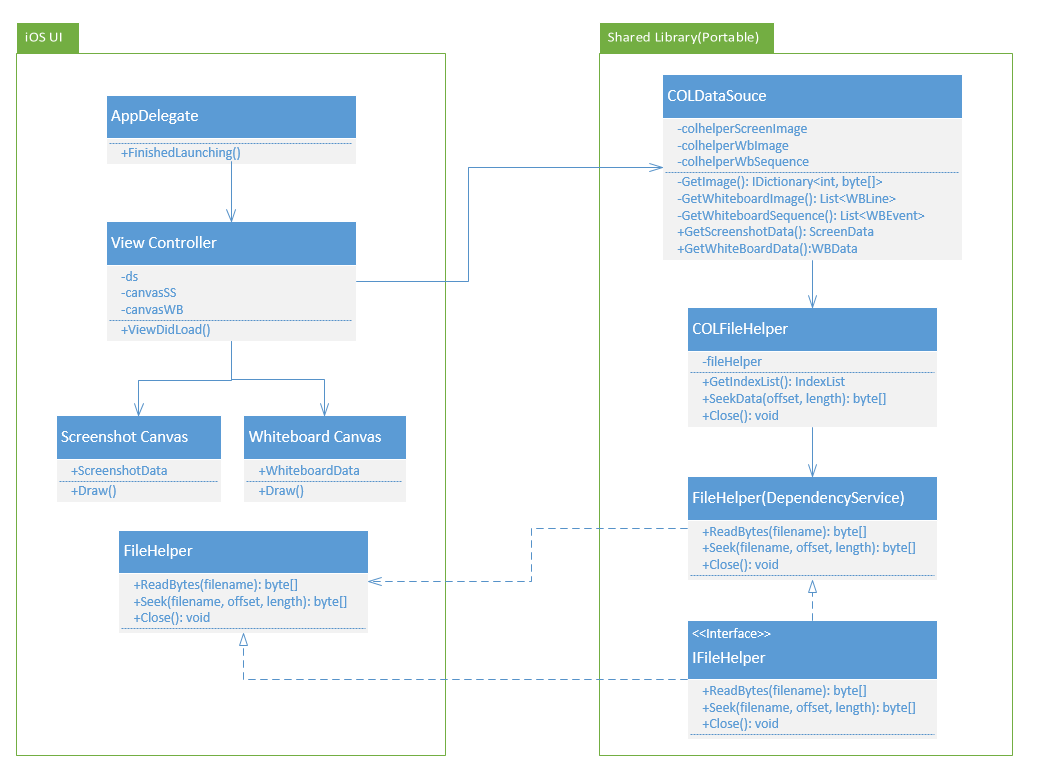 iOS UI
AppDelegate
+FinishedLaunching()
View Controller
-ds
-canvasSS
-canvasWB
+ViewDidLoad()
Screenshot Canvas
+ScreenshotData
+Draw()
Whiteboard Canvas
+WhiteboardData
+Draw()
FileHelper
+ReadBytes(filename): byte[]
+Seek(filename, offset, length): byte[]
+Close(): void
Shared Library(Portable)
COLDataSouce
-colhelperScreenImage
-colhelperWbImage
-colhelperWbSequence
-GetImage(): IDictionary<int, byte[]>
-GetWhiteboardImage(): List<WBLine>
-GetWhiteboardSequence(): List<WBEvent>
+GetScreenshotData(): ScreenData
+GetWhiteBoardData():WBData
COLFileHelper
-fileHelper
+GetIndexList(): IndexList
+SeekData(offset, length): byte[]
+Close(): void
FileHelper(DependencyService)
+ReadBytes(filename): byte[]
+Seek(filename, offset, length): byte[]
+Close(): void
<<Interface>>
IFileHelper
+ReadBytes(filename): byte[]
+Seek(filename, offset, length): byte[]
+Close(): void